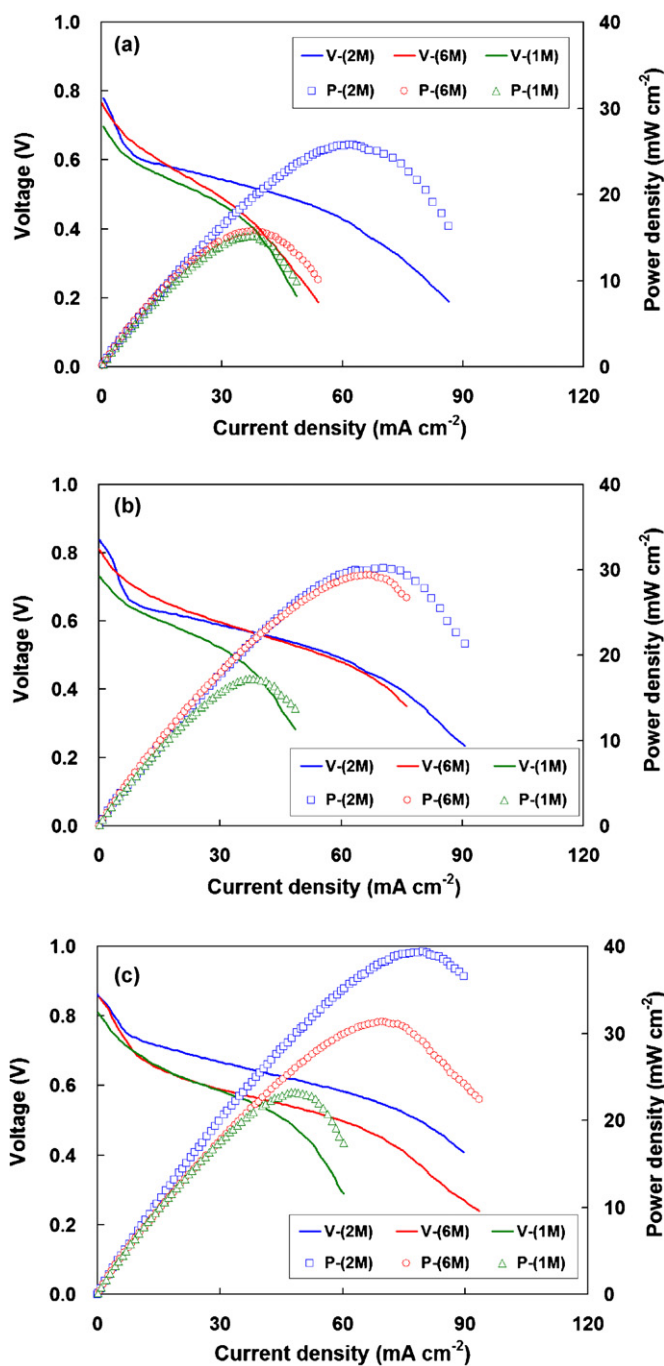 (a)
V-(2M) V-(6M) V-(1M)
P-(2M) P-(6M) P-(1M)
1.0
0.8
0.6
0.4
0.2
0.0
Voltage (V)
40
30
20
10
0
Power density (mW cm-2)
0 30 60 90 120
Current density (mA cm-2)
(b)
1.0
0.8
0.6
0.4
0.2
0.0
Voltage (V)
40
30
20
10
0
Power density (mW cm-2)
V-(2M) V-(6M) V-(1M)
P-(2M) P-(6M) P-(1M)
0 30 60 90 120
Current density (mA cm-2)
(c)
1.0
0.8
0.6
0.4
0.2
0.0
Voltage (V)
40
30
20
10
0
Power density (mW cm-2)
V-(2M) V-(6M) V-(1M)
P-(2M) P-(6M) P-(1M)
0 30 60 90 120
Current density (mA cm-2)